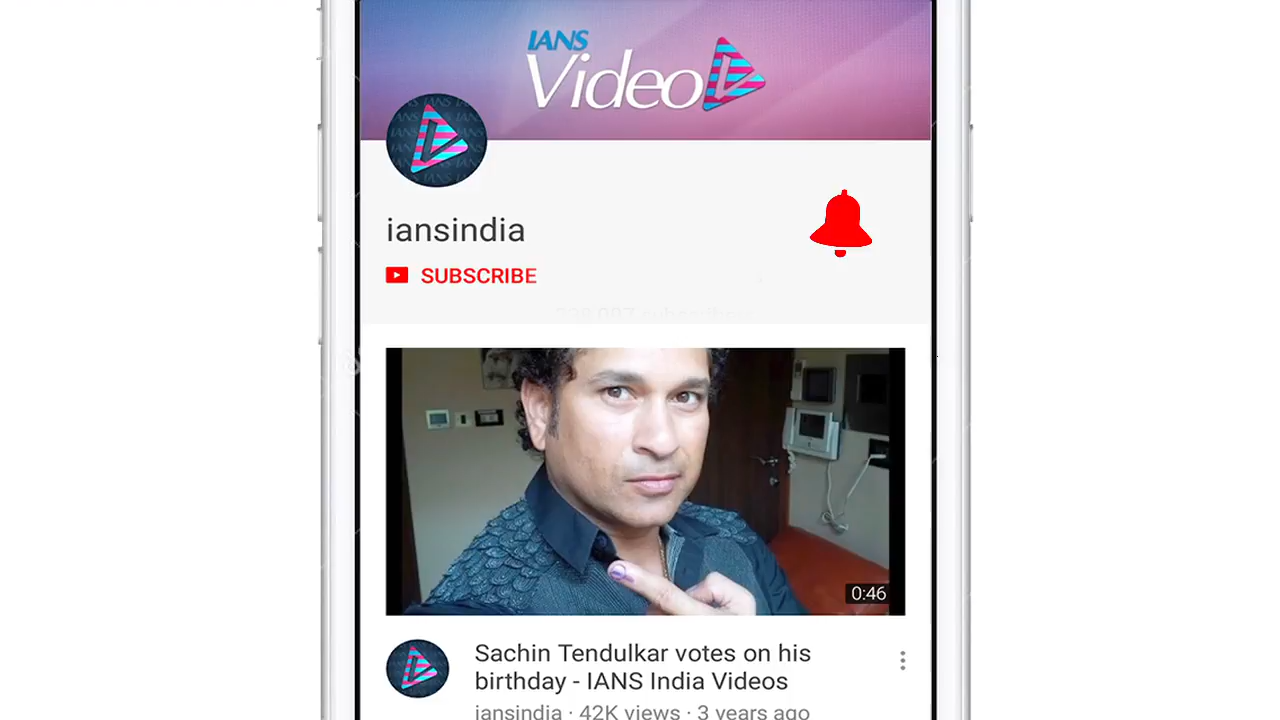 IANS
Video
iansindia
SUBSCRIBE
0:46
Sachin Tendulkar votes on his
birthday - IANS India Videos
iansindia · 42K views · 3 years ago